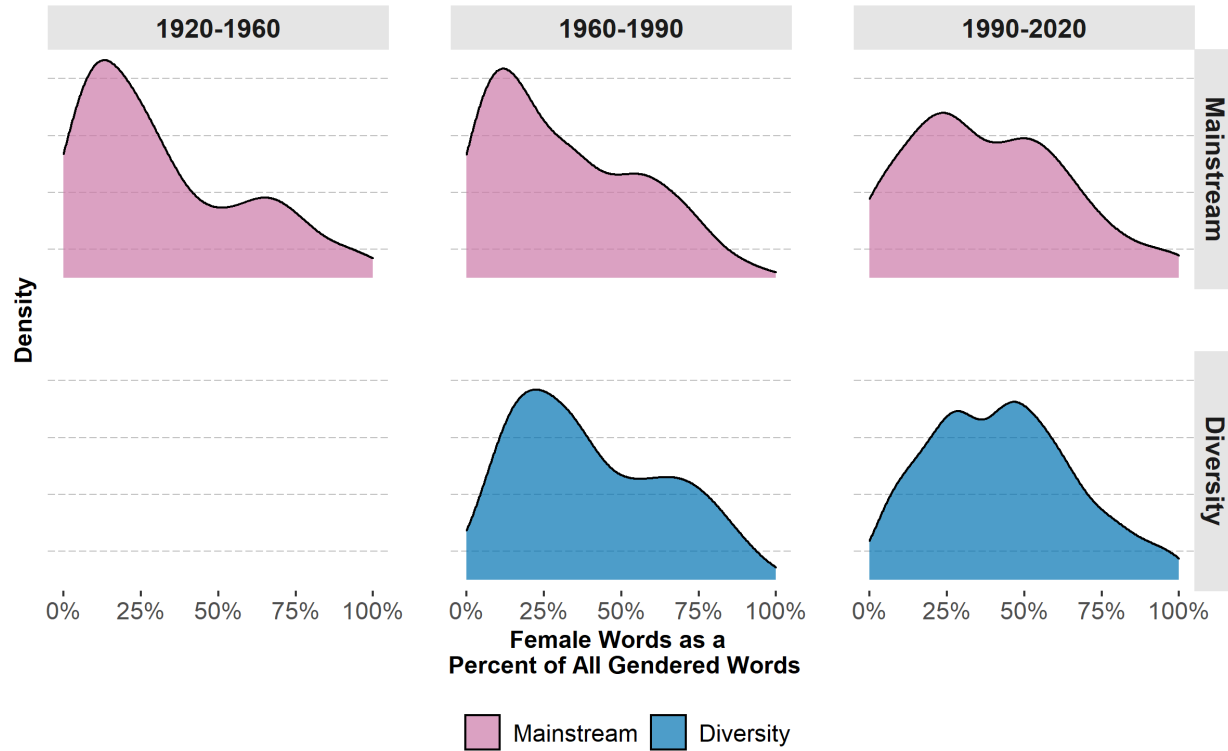 1920-1960
1960-1990
1990-2020
Mainstream
Density
Diversity
0% 25% 50% 75% 100%
0% 25% 50% 75% 100%
0% 25% 50% 75% 100%
Female Words as a
Percent of All Gendered Words
Mainstream
Diversity